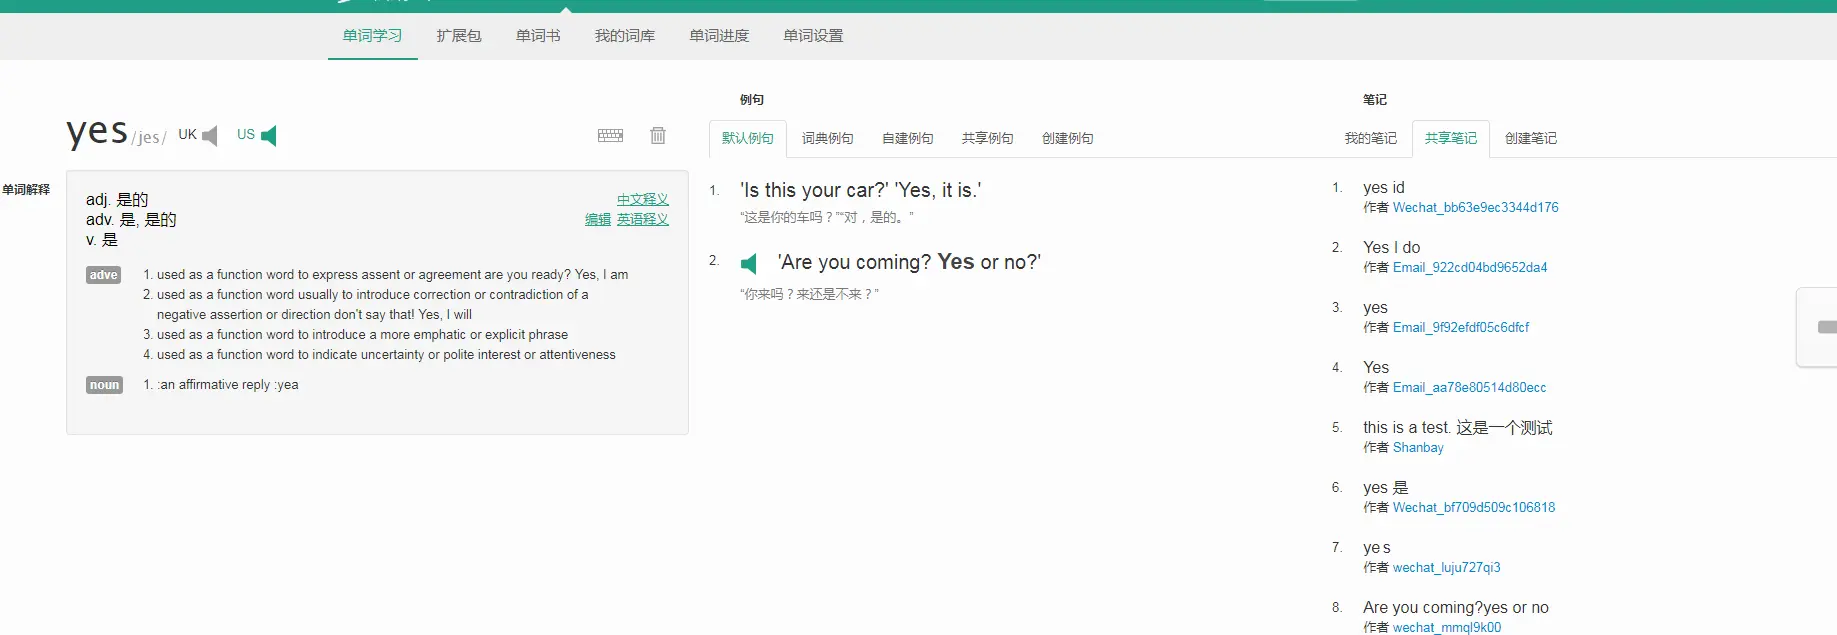 单词学习 扩展包 单词书 我的词库 单词进度 单词设置
yes /jes/ UK US
单词解释
adj. 是的
adv. 是, 是的
v. 是
中文释义
编辑 英语释义
adve
1. used as a function word to express assent or agreement are you ready? Yes, I am
2. used as a function word usually to introduce correction or contradiction of a
negative assertion or direction don't say that! Yes, I will
3. used as a function word to introduce a more emphatic or explicit phrase
4. used as a function word to indicate uncertainty or polite interest or attentiveness
noun
1. :an affirmative reply :yea
例句
默认例句 词典例句 自建例句 共享例句 创建例句
1. 'Is this your car?' 'Yes, it is.'
“这是你的车吗？”“对，是的。”
2. 'Are you coming? Yes or no?'
“你来吗？来还是不来？”
笔记
我的笔记 共享笔记 创建笔记
1. yes id
作者 Wechat_bb63e9ec3344d176
2. Yes I do
作者 Email_922cd04bd9652da4
3. yes
作者 Email_9f92efdf05c6dfcf
4. Yes
作者 Email_aa78e80514d80ecc
5. this is a test. 这是一个测试
作者 Shanbay
6. yes 是
作者 Wechat_bf709d509c106818
7. ye s
作者 wechat_luju727qi3
8. Are you coming?yes or no
作者 wechat_mmql9k00